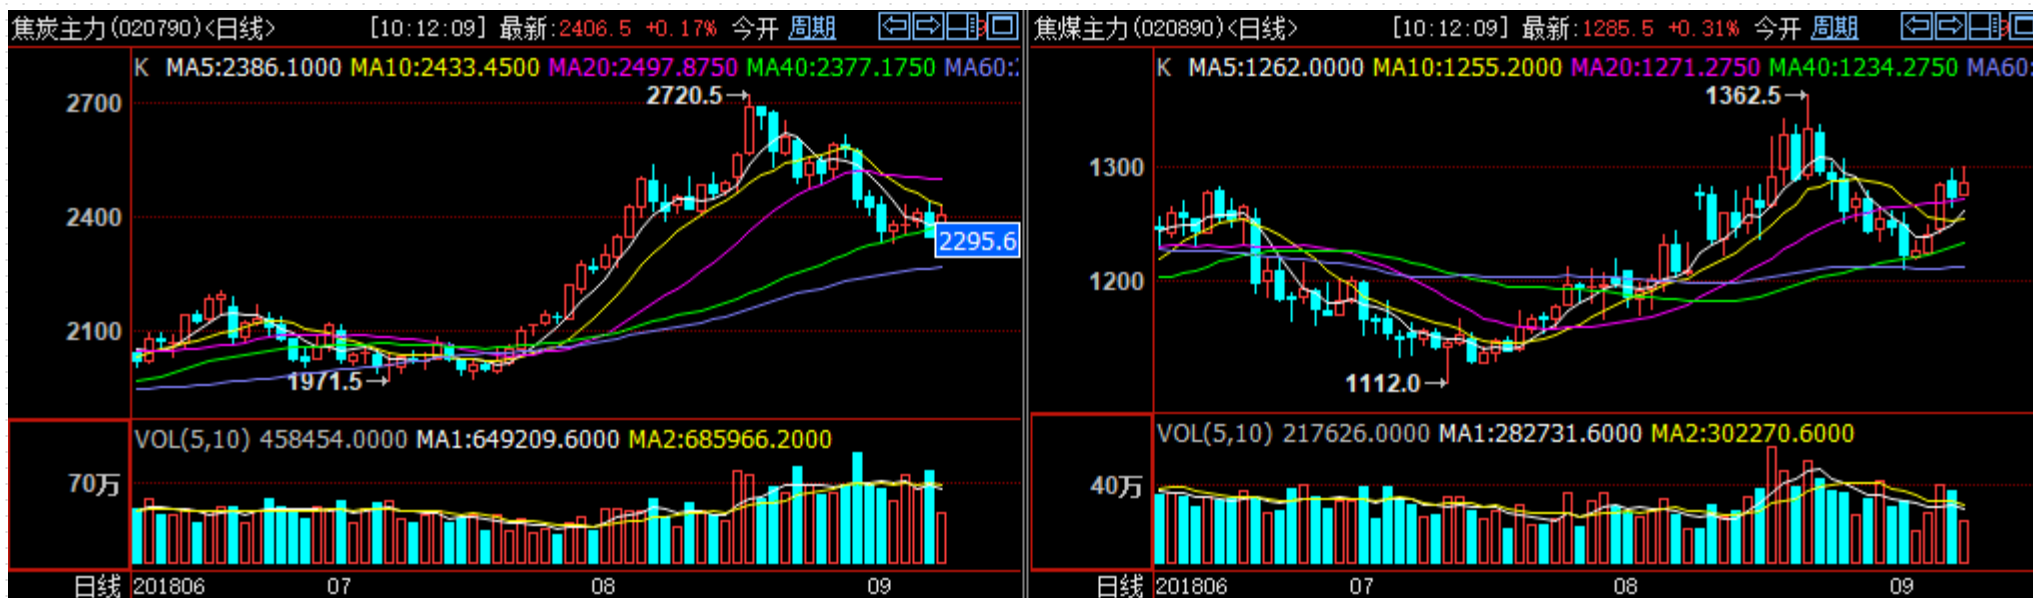 焦炭主力(020790)<日线> [10:12:09] 最新:2406.5 +0.17% 今开 周期
K MA5:2386.1000 MA10:2433.4500 MA20:2497.8750 MA40:2377.1750 MA60:
2700
2720.5
2400
2295.6
2100
1971.5
VOL(5,10) 458454.0000 MA1:649209.6000 MA2:685966.2000
70万
日线 201806 07 08 09
焦煤主力(020890)<日线> [10:12:09] 最新:1285.5 +0.31% 今开 周期
K MA5:1262.0000 MA10:1255.2000 MA20:1271.2750 MA40:1234.2750 MA60:
1362.5
1300
1200
1112.0
VOL(5,10) 217626.0000 MA1:282731.6000 MA2:302270.6000
40万
日线 201806 07 08 09